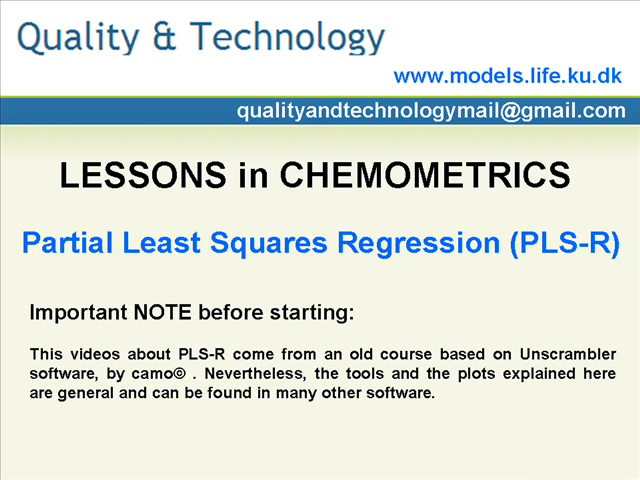 Quality & Technology
www.models.life.ku.dk
qualityandtechnologymail@gmail.com
LESSONS in CHEMOMETRICS
Partial Least Squares Regression (PLS-R)
Important NOTE before starting:
This videos about PLS-R come from an old course based on Unscrambler
software, by camo© . Nevertheless, the tools and the plots explained here
are general and can be found in many other software.